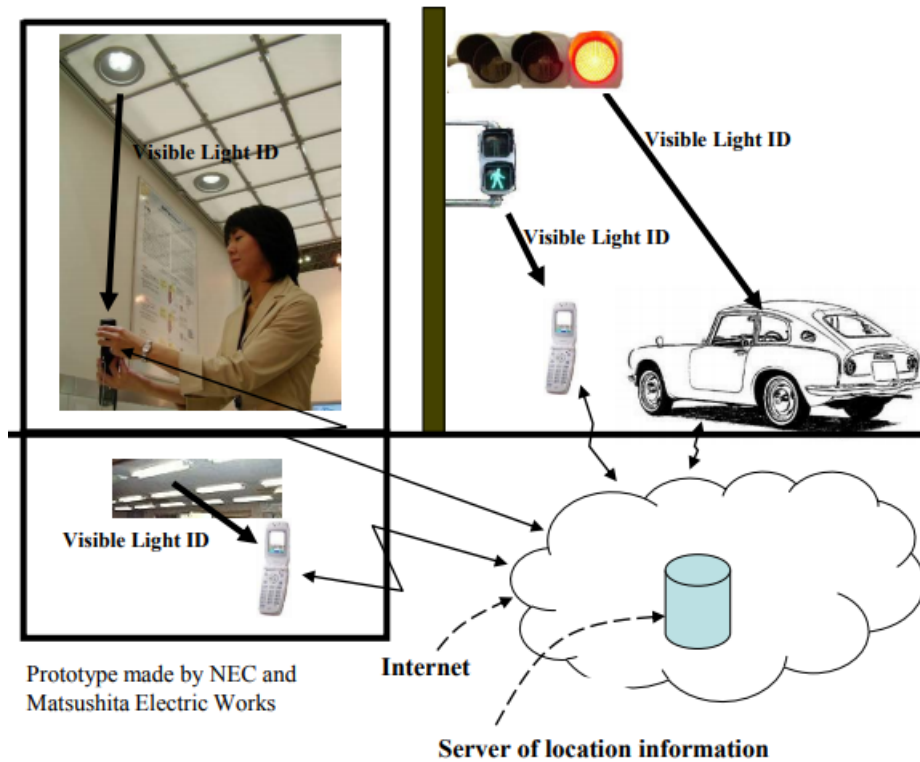 Visible Light ID
Visible Light ID
Visible Light ID
Visible Light ID
Prototype made by NEC and
Matsushita Electric Works
Internet
Server of location information